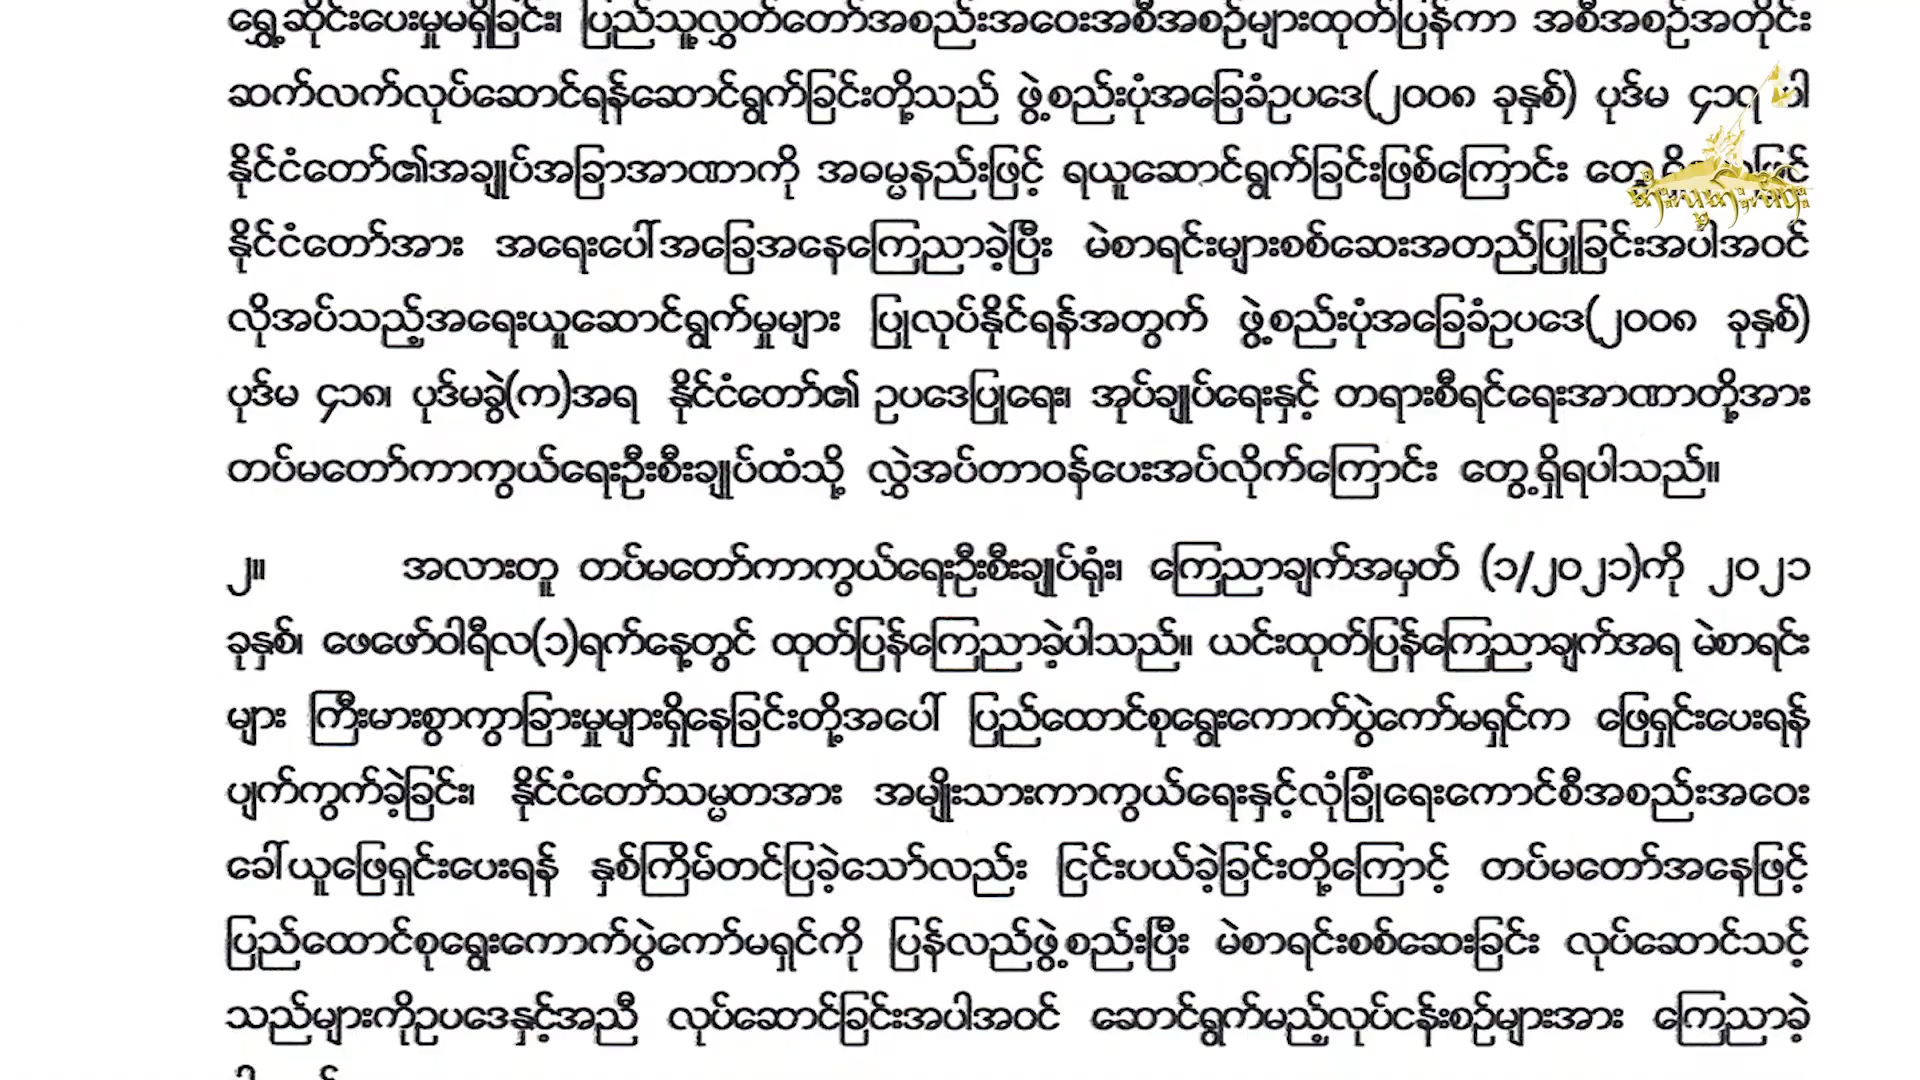 ရွှေ့ဆိုင်းပေးမှုမရှိခြင်း၊ ပြည်သူ့လွှတ်တော်အစည်းအဝေးအစီအစဉ်များထုတ်ပြန်ကာ အစီအစဉ်အတိုင်း
ဆက်လက်လုပ်ဆောင်ရန်ဆောင်ရွက်ခြင်းတို့သည် ဖွဲ့စည်းပုံအခြေခံဥပဒေ(၂၀၀၈ ခုနှစ်) ပုဒ်မ ၄၁၇ ပါ
နိုင်ငံတော်၏အချုပ်အခြာအာဏာကို အဓမ္မနည်းဖြင့် ရယူဆောင်ရွက်ခြင်းဖြစ်ကြောင်း
နိုင်ငံတော်အား အရေးပေါ်အခြေအနေကြေညာခဲ့ပြီး မဲစာရင်းများစစ်ဆေးအတည်ပြုခြင်းအပါအဝင်
လိုအပ်သည့်အရေးယူဆောင်ရွက်မှုများ ပြုလုပ်နိုင်ရန်အတွက် ဖွဲ့စည်းပုံအခြေခံဥပဒေ(၂၀၀၈ ခုနှစ်)
ပုဒ်မ ၄၁၈၊ ပုဒ်မခွဲ(က)အရ နိုင်ငံတော်၏ ဥပဒေပြုရေး၊ အုပ်ချုပ်ရေးနှင့် တရားစီရင်ရေးအာဏာတို့အား
တပ်မတော်ကာကွယ်ရေးဦးစီးချုပ်ထံသို့ လွှဲအပ်တာဝန်ပေးအပ်လိုက်ကြောင်း တွေ့ရှိရပါသည်။
၂။ အလားတူ တပ်မတော်ကာကွယ်ရေးဦးစီးချုပ်ရုံး၊ ကြေညာချက်အမှတ် (၁/၂၀၂၁)ကို ၂၀၂၁
ခုနှစ်၊ ဖေဖော်ဝါရီလ(၁)ရက်နေ့တွင် ထုတ်ပြန်ကြေညာခဲ့ပါသည်။ ယင်းထုတ်ပြန်ကြေညာချက်အရ မဲစာရင်း
များ ကြီးမားစွာကွာခြားမှုများရှိနေခြင်းတို့အပေါ် ပြည်ထောင်စုရွေးကောက်ပွဲကော်မရှင်က ဖြေရှင်းပေးရန်
ပျက်ကွက်ခဲ့ခြင်း၊ နိုင်ငံတော်သမ္မတအား အမျိုးသားကာကွယ်ရေးနှင့်လုံခြုံရေးကောင်စီအစည်းအဝေး
ခေါ်ယူဖြေရှင်းပေးရန် နှစ်ကြိမ်တင်ပြခဲ့သော်လည်း ငြင်းပယ်ခဲ့ခြင်းတို့ကြောင့် တပ်မတော်အနေဖြင့်
ပြည်ထောင်စုရွေးကောက်ပွဲကော်မရှင်ကို ပြန်လည်ဖွဲ့စည်းပြီး မဲစာရင်းစစ်ဆေးခြင်း လုပ်ဆောင်သင့်
သည်များကိုဥပဒေနှင့်အညီ လုပ်ဆောင်ခြင်းအပါအဝင် ဆောင်ရွက်မည့်လုပ်ငန်းစဉ်များအား ကြေညာခဲ့